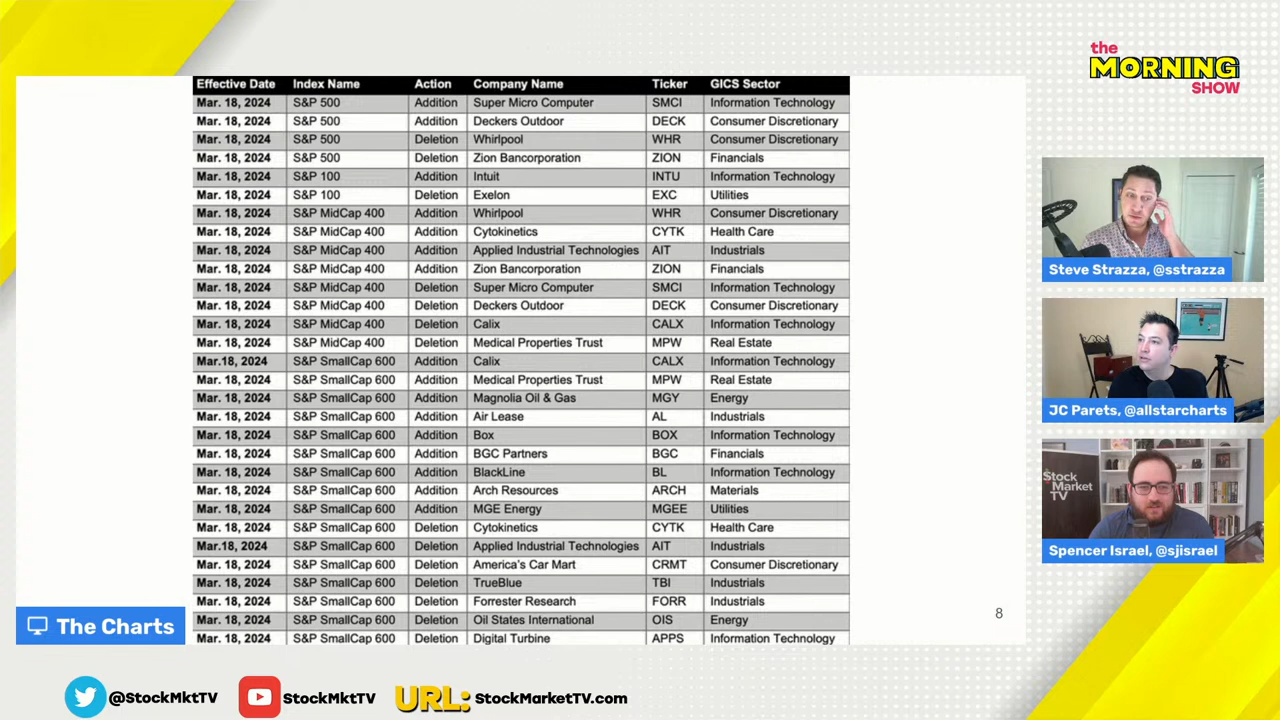 the
MORNING
SHOW
Effective Date Index Name Action Company Name Ticker GICS Sector
Mar. 18, 2024 S&P 500 Addition Super Micro Computer SMCI Information Technology
Mar. 18, 2024 S&P 500 Addition Deckers Outdoor DECK Consumer Discretionary
Mar. 18, 2024 S&P 500 Deletion Whirlpool WHR Consumer Discretionary
Mar. 18, 2024 S&P 500 Deletion Zion Bancorporation ZION Financials
Mar. 18, 2024 S&P 100 Addition Intuit INTU Information Technology
Mar. 18, 2024 S&P 100 Deletion Exelon EXC Utilities
Mar. 18, 2024 S&P MidCap 400 Addition Whirlpool WHR Consumer Discretionary
Mar. 18, 2024 S&P MidCap 400 Addition Cytokinetics CYTK Health Care
Mar. 18, 2024 S&P MidCap 400 Addition Applied Industrial Technologies AIT Industrials
Mar. 18, 2024 S&P MidCap 400 Addition Zion Bancorporation ZION Financials
Mar. 18, 2024 S&P MidCap 400 Deletion Super Micro Computer SMCI Information Technology
Mar. 18, 2024 S&P MidCap 400 Deletion Deckers Outdoor DECK Consumer Discretionary
Mar. 18, 2024 S&P MidCap 400 Deletion Calix CALX Information Technology
Mar. 18, 2024 S&P MidCap 400 Deletion Medical Properties Trust MPW Real Estate
Mar.18, 2024 S&P SmallCap 600 Addition Calix CALX Information Technology
Mar. 18, 2024 S&P SmallCap 600 Addition Medical Properties Trust MPW Real Estate
Mar. 18, 2024 S&P SmallCap 600 Addition Magnolia Oil & Gas MGY Energy
Mar. 18, 2024 S&P SmallCap 600 Addition Air Lease AL Industrials
Mar. 18, 2024 S&P SmallCap 600 Addition Box BOX Information Technology
Mar. 18, 2024 S&P SmallCap 600 Addition BGC Partners BGC Financials
Mar. 18, 2024 S&P SmallCap 600 Addition BlackLine BL Information Technology
Mar. 18, 2024 S&P SmallCap 600 Addition Arch Resources ARCH Materials
Mar. 18, 2024 S&P SmallCap 600 Addition MGE Energy MGEE Utilities
Mar. 18, 2024 S&P SmallCap 600 Deletion Cytokinetics CYTK Health Care
Mar.18, 2024 S&P SmallCap 600 Deletion Applied Industrial Technologies AIT Industrials
Mar. 18, 2024 S&P SmallCap 600 Deletion America's Car Mart CRMT Consumer Discretionary
Mar. 18, 2024 S&P SmallCap 600 Deletion TrueBlue TBI Industrials
Mar. 18, 2024 S&P SmallCap 600 Deletion Forrester Research FORR Industrials
Mar. 18, 2024 S&P SmallCap 600 Deletion Oil States International OIS Energy
Mar. 18, 2024 S&P SmallCap 600 Deletion Digital Turbine APPS Information Technology
8
The Charts
Steve Strazza, @sstrazza
JC Parets, @allstarcharts
Stock
Market
TV
Spencer Israel, @sjisrael
@StockMktTV
StockMktTV
URL: StockMarketTV.com